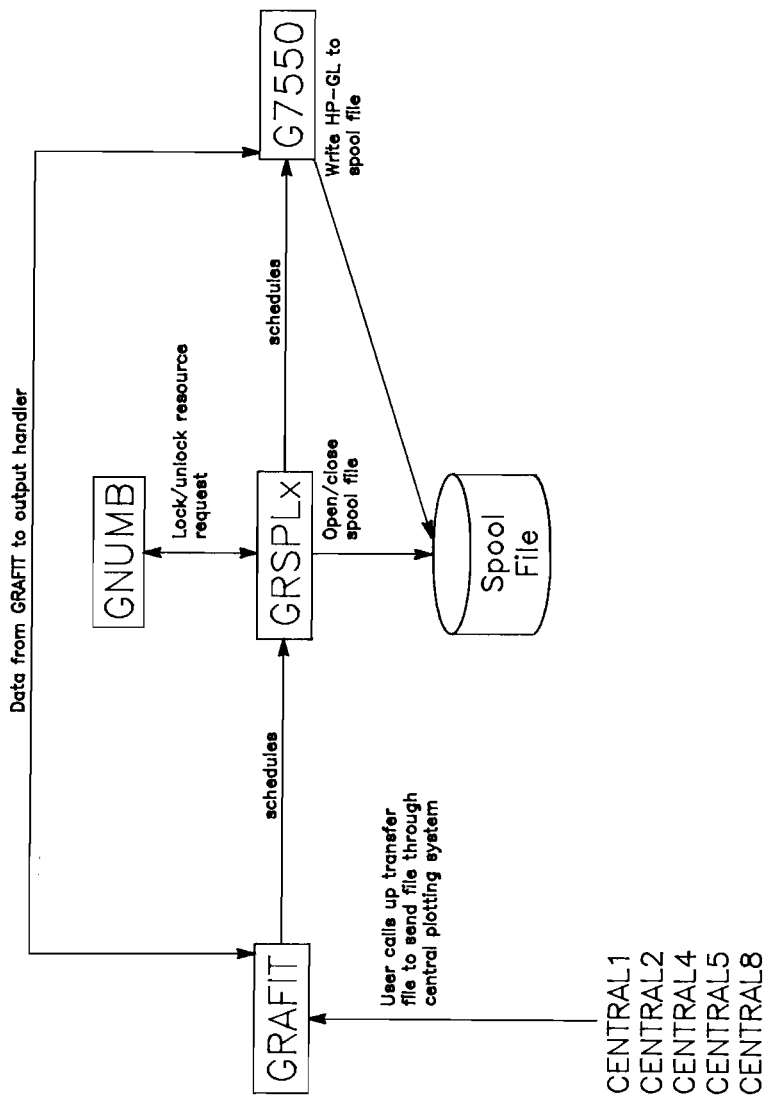 Data from GRAFIT to output handler
GNUMB
Lock/unlock resource
request
GRAFIT
schedules
GRSPLx
schedules
G7550
Open/close
spool file
Write HP-GL to
spool file
User calls up transfer
file to send file through
central plotting system
Spool
File
CENTRAL1
CENTRAL2
CENTRAL4
CENTRAL5
CENTRAL8